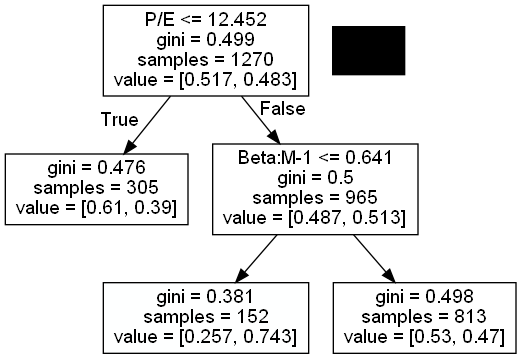 P/E <= 12.452
gini = 0.499
samples = 1270
value = [0.517, 0.483]
True
False
gini = 0.476
samples = 305
value = [0.61, 0.39]
Beta:M-1 <= 0.641
gini = 0.5
samples = 965
value = [0.487, 0.513]
gini = 0.381
samples = 152
value = [0.257, 0.743]
gini = 0.498
samples = 813
value = [0.53, 0.47]